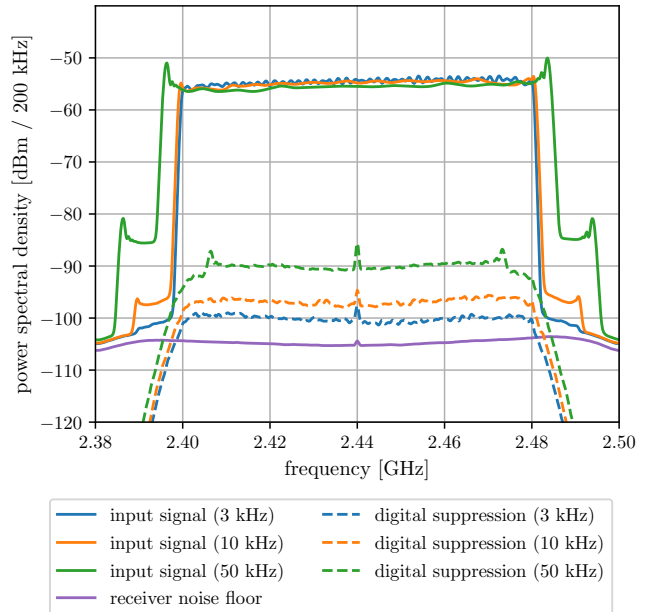 power spectral density [dBm / 200 kHz]
−50
−60
−70
−80
−90
−100
−110
−120
2.38
2.40
2.42
2.44
2.46
2.48
2.50
frequency [GHz]
input signal (3 kHz)
input signal (10 kHz)
input signal (50 kHz)
receiver noise floor
digital suppression (3 kHz)
digital suppression (10 kHz)
digital suppression (50 kHz)